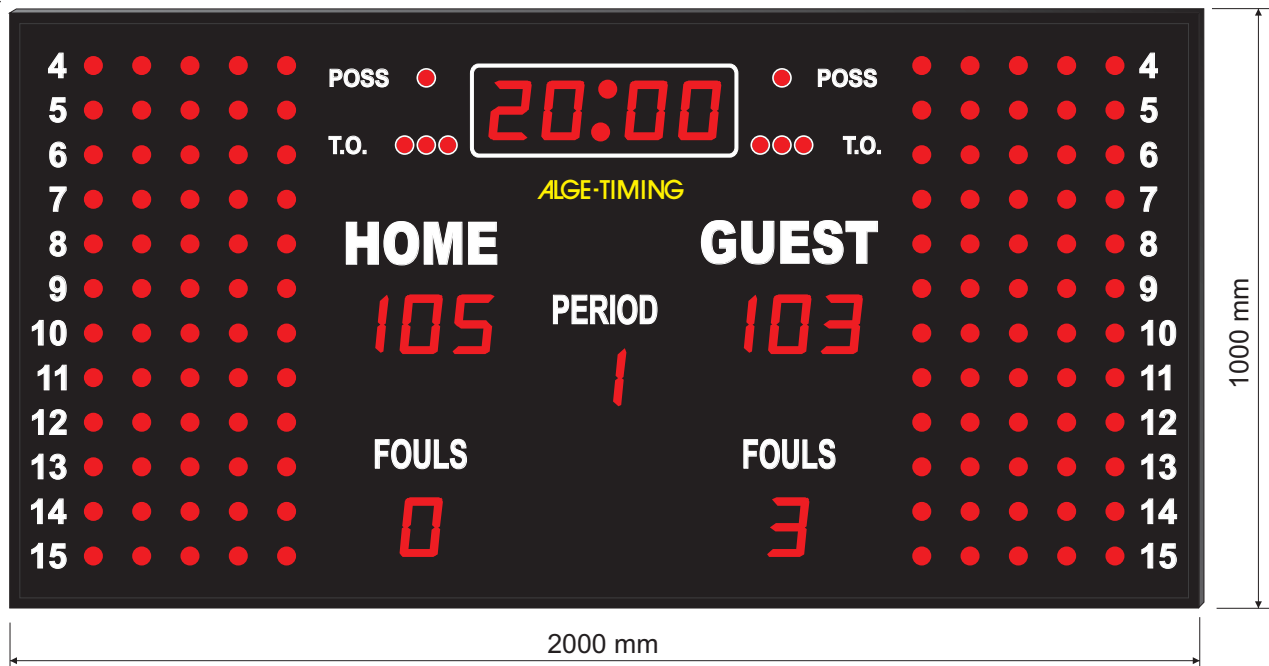 4 POSS 20:00 POSS 4
5 5
6 T.O. T.O. 6
7 ALGE-TIMING 7
8 HOME GUEST 8
9 9
10 105 PERIOD 103 10
11 1 11
12 12
13 FOULS FOULS 13
14 0 3 14
15 15
1000 mm
2000 mm